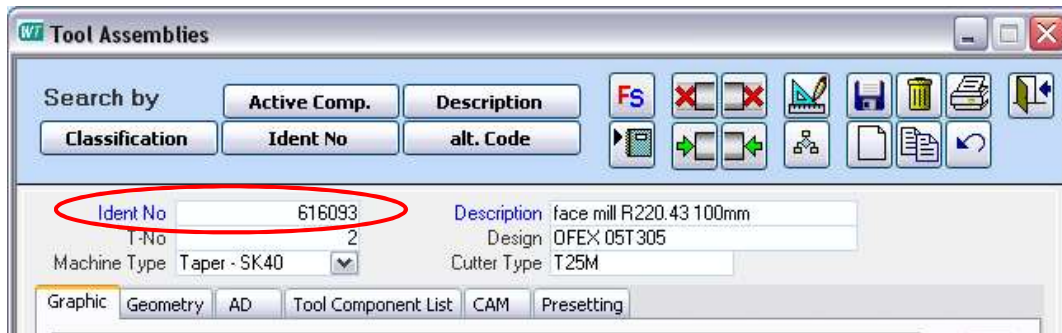 WT Tool Assemblies
Search by Active Comp. Description FS
Classification Ident No alt. Code
Ident No 616093 Description face mill R220.43 100mm
T-No 2 Design OFEX 05T305
Machine Type Taper - SK40 Cutter Type T25M
Graphic Geometry AD Tool Component List CAM Presetting